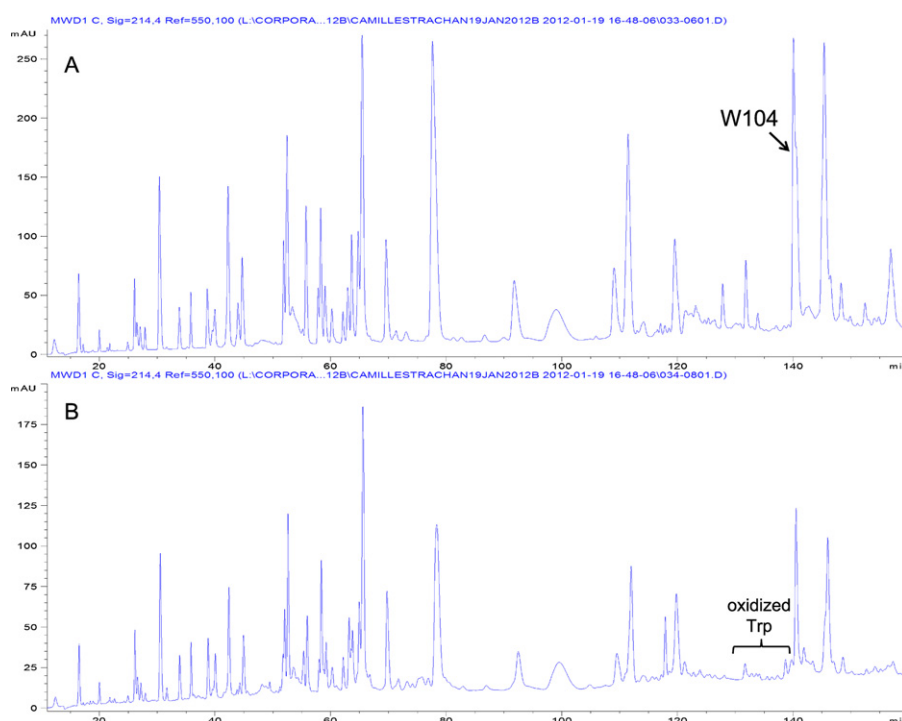 MWD1 C, Sig=214,4 Ref=550,100 (L:\CORPORA...12B\CAMILLESTRACHAN19JAN2012B 2012-01-19 16-48-06\033-0601.D)
mAU
A
250
W104
200
150
100
50
0
20 40 60 80 100 120 140 mi
MWD1 C, Sig=214,4 Ref=550,100 (L:\CORPORA...12B\CAMILLESTRACHAN19JAN2012B 2012-01-19 16-48-06\034-0801.D)
mAU
B
175
150
125
100
75
oxidized
Trp
50
25
0
20 40 60 80 100 120 140 mi